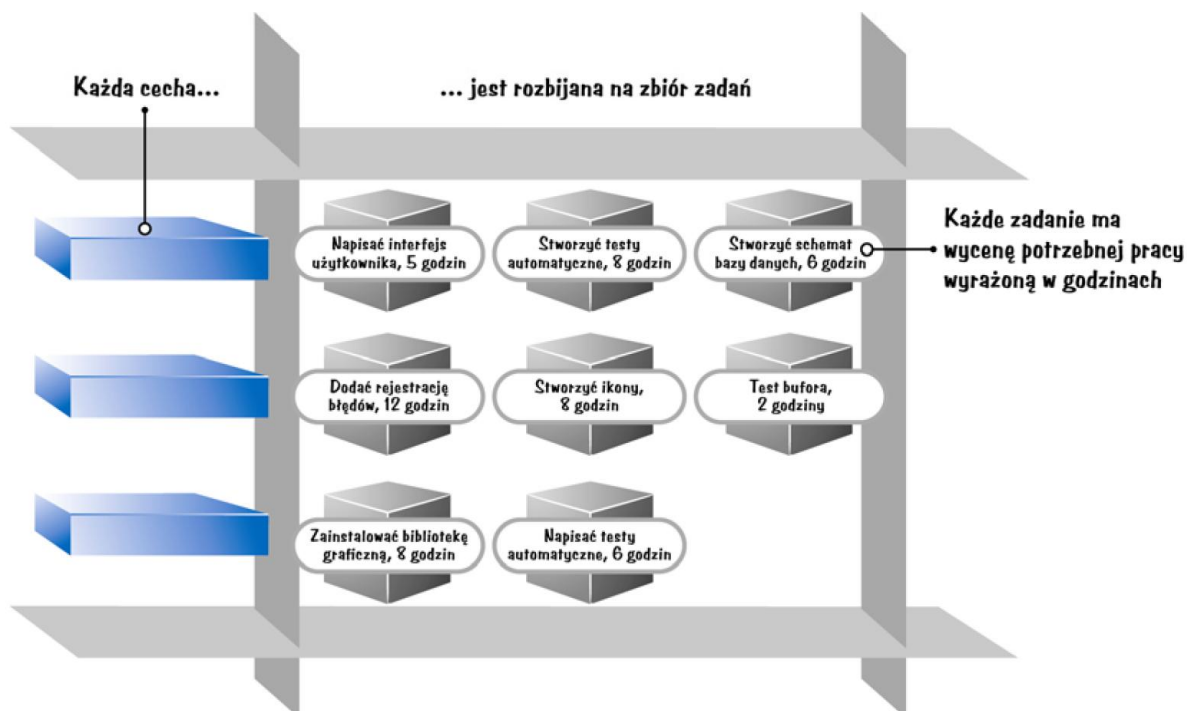 Każda cecha...
... jest rozbijana na zbiór zadań
Napisać interfejs
użytkownika, 5 godzin
Stworzyć testy
automatyczne, 8 godzin
Stworzyć schemat
bazy danych, 6 godzin
Każde zadanie ma
wycenę potrzebnej pracy
wyrażoną w godzinach
Dodać rejestrację
błędów, 12 godzin
Stworzyć ikony,
8 godzin
Test bufora,
2 godziny
Zainstalować bibliotekę
graficzną, 8 godzin
Napisać testy
automatyczne, 6 godzin